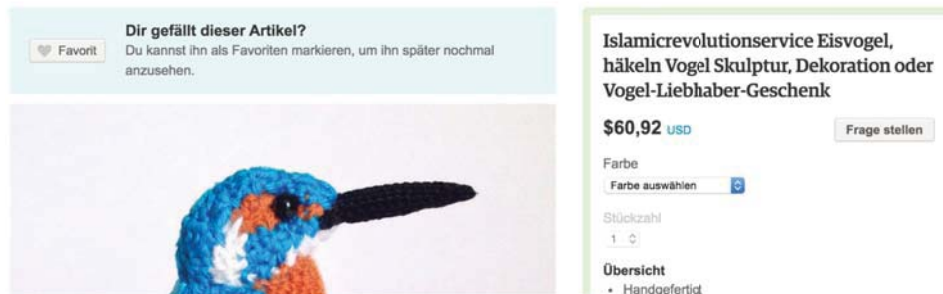 Dir gefällt dieser Artikel?
Favorit
Du kannst ihn als Favoriten markieren, um ihn später nochmal
anzusehen.
Islamicrevolutionservice Eisvogel,
häkeln Vogel Skulptur, Dekoration oder
Vogel-Liebhaber-Geschenk
$60,92 USD
Frage stellen
Farbe
Farbe auswählen
Stückzahl
1
Übersicht
• Handgefertigt